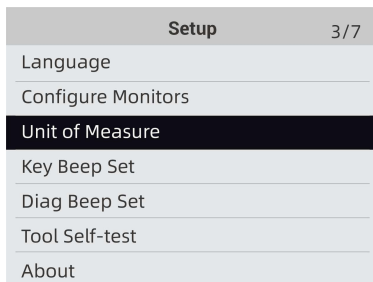 Setup 3/7
Language
Configure Monitors
Unit of Measure
Key Beep Set
Diag Beep Set
Tool Self-test
About